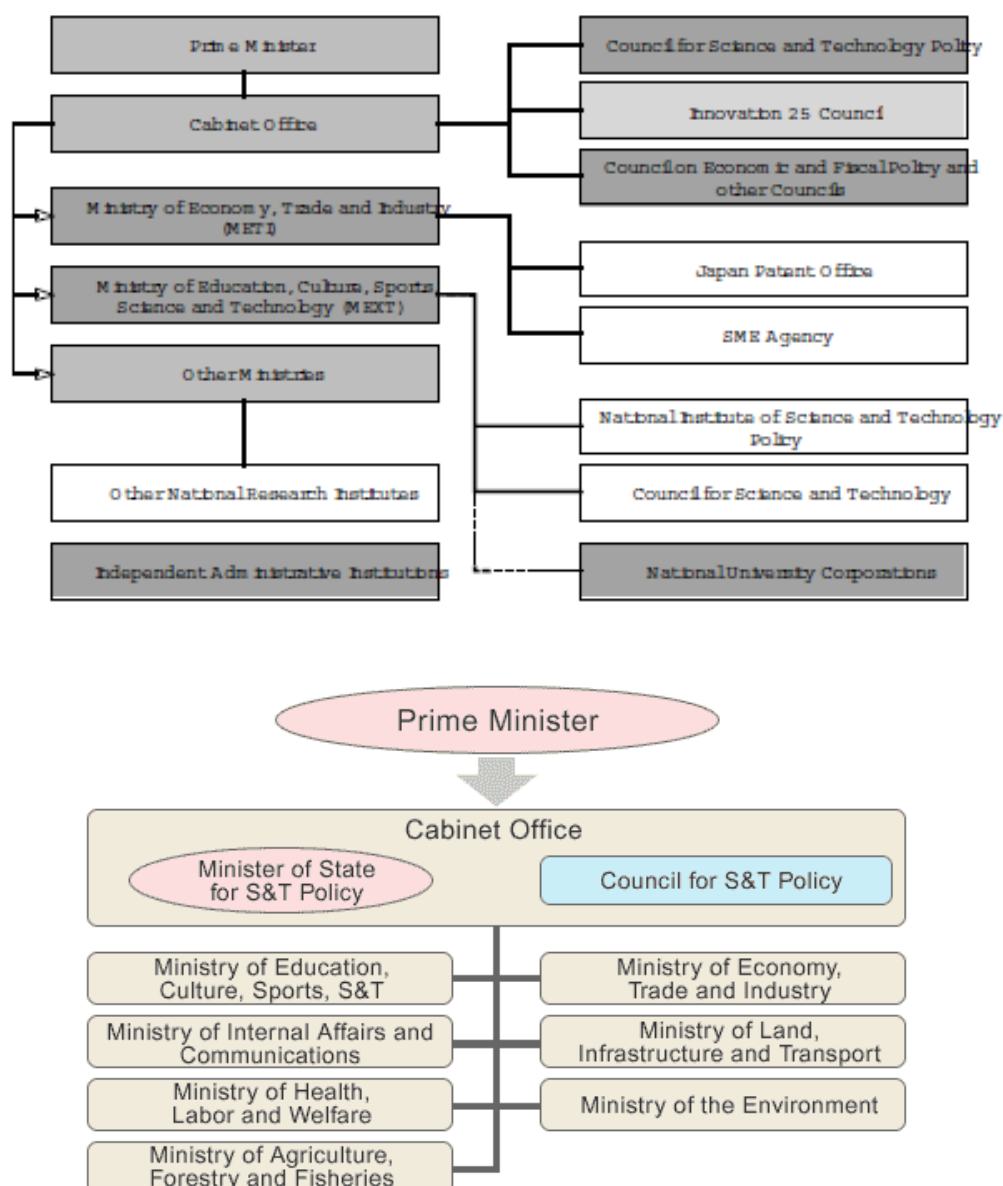 Prime Minister
Council for Science and Technology Policy
Cabinet Office
Innovation 25 Council
Council on Economic and Fiscal Policy and
other Councils
Ministry of Economy, Trade and Industry
(METI)
Japan Patent Office
Ministry of Education, Culture, Sports,
Science and Technology (MEXT)
SME Agency
Other Ministries
National Institute of Science and Technology
Policy
Other National Research Institutes
Council for Science and Technology
Independent Administrative Institutions
National University Corporations
Prime Minister
Cabinet Office
Minister of State
for S&T Policy
Council for S&T Policy
Ministry of Education,
Culture, Sports, S&T
Ministry of Economy,
Trade and Industry
Ministry of Internal Affairs and
Communications
Ministry of Land,
Infrastructure and Transport
Ministry of Health,
Labor and Welfare
Ministry of the Environment
Ministry of Agriculture,
Forestry and Fisheries